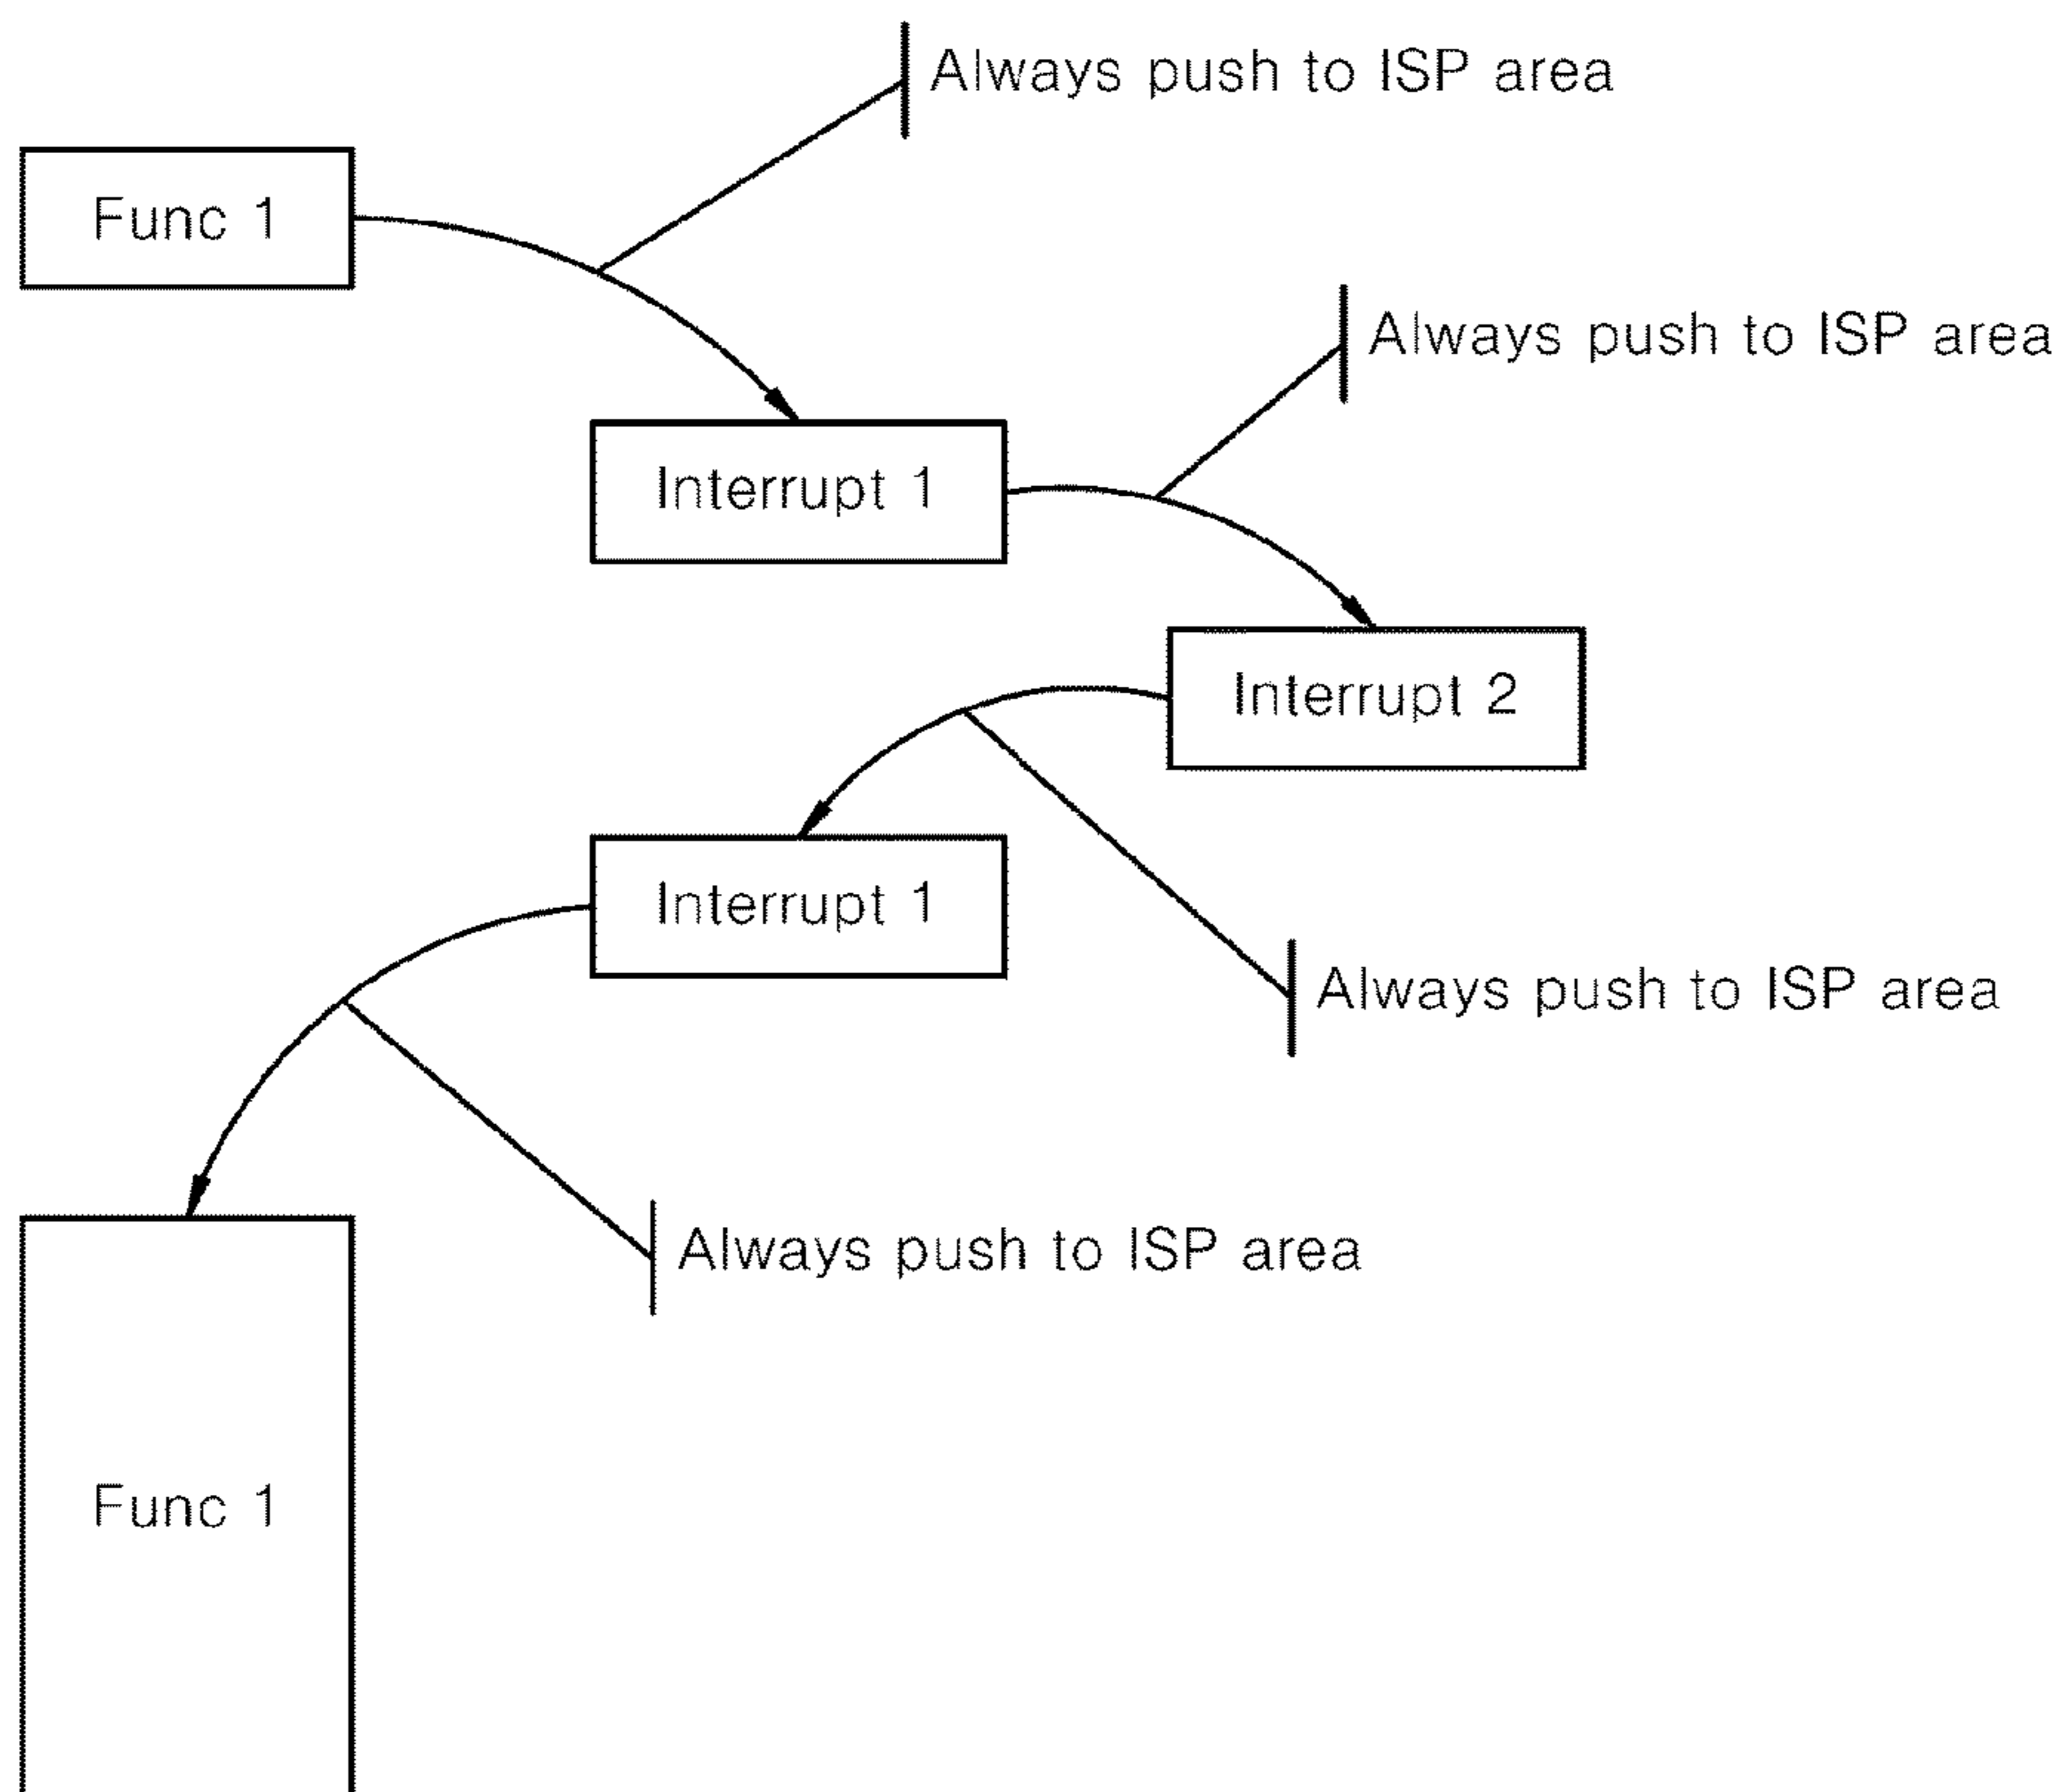 Always push to ISP area
Func 1
Always push to ISP area
Interrupt 1
Interrupt 2
Interrupt 1
Always push to ISP area
Always push to ISP area
Func 1